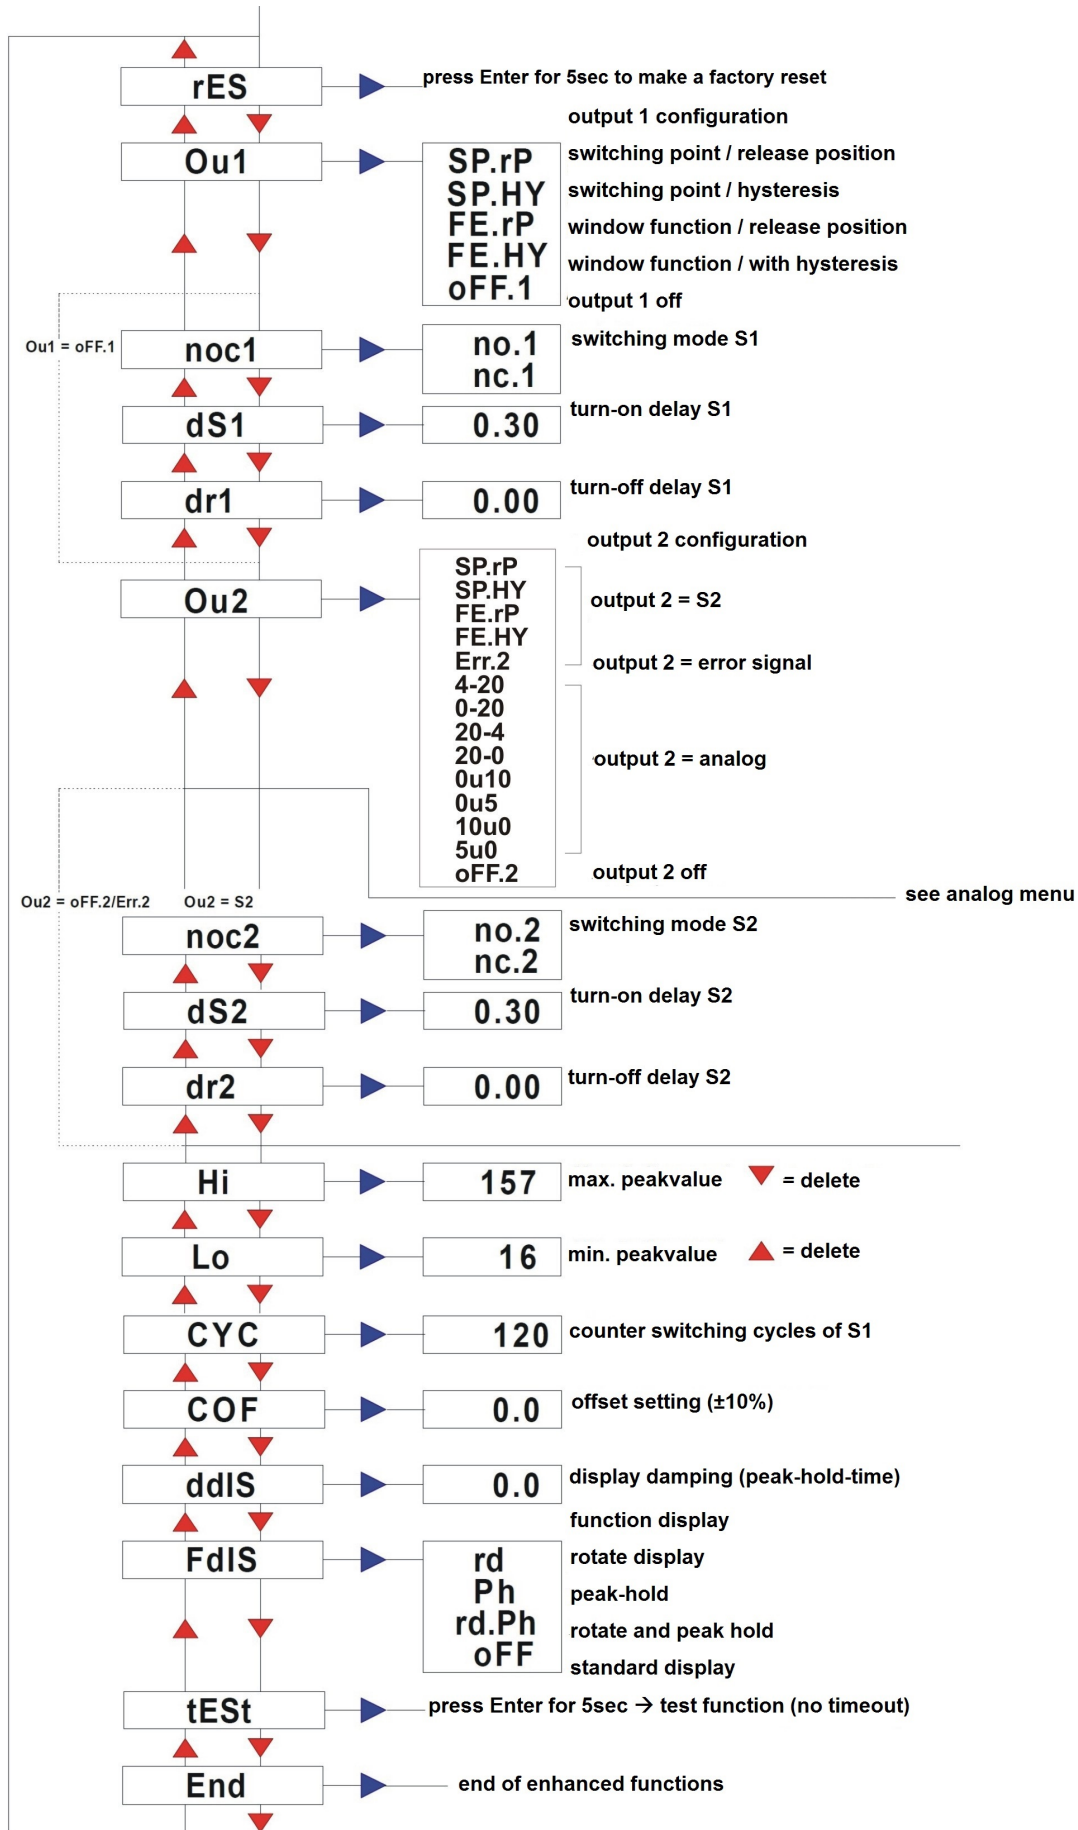 rES
press Enter for 5sec to make a factory reset
output 1 configuration
Ou1
SP.rP
switching point / release position
SP.HY
switching point / hysteresis
FE.rP
window function / release position
FE.HY
window function / with hysteresis
oFF.1
output 1 off
Ou1 = oFF.1
noc1
no.1
nc.1
switching mode S1
dS1
0.30
turn-on delay S1
dr1
0.00
turn-off delay S1
output 2 configuration
Ou2
SP.rP
SP.HY
FE.rP
FE.HY
output 2 = S2
Err.2
output 2 = error signal
4-20
0-20
20-4
20-0
0u10
0u5
10u0
5u0
output 2 = analog
oFF.2
output 2 off
see analog menu
Ou2 = oFF.2/Err.2
Ou2 = S2
noc2
no.2
nc.2
switching mode S2
dS2
0.30
turn-on delay S2
dr2
0.00
turn-off delay S2
Hi
157
max. peakvalue
= delete
Lo
16
min. peakvalue
= delete
CYC
120
counter switching cycles of S1
COF
0.0
offset setting (±10%)
ddIS
0.0
display damping (peak-hold-time)
function display
FdIS
rd
rotate display
Ph
peak-hold
rd.Ph
rotate and peak hold
oFF
standard display
tESt
press Enter for 5sec → test function (no timeout)
End
end of enhanced functions